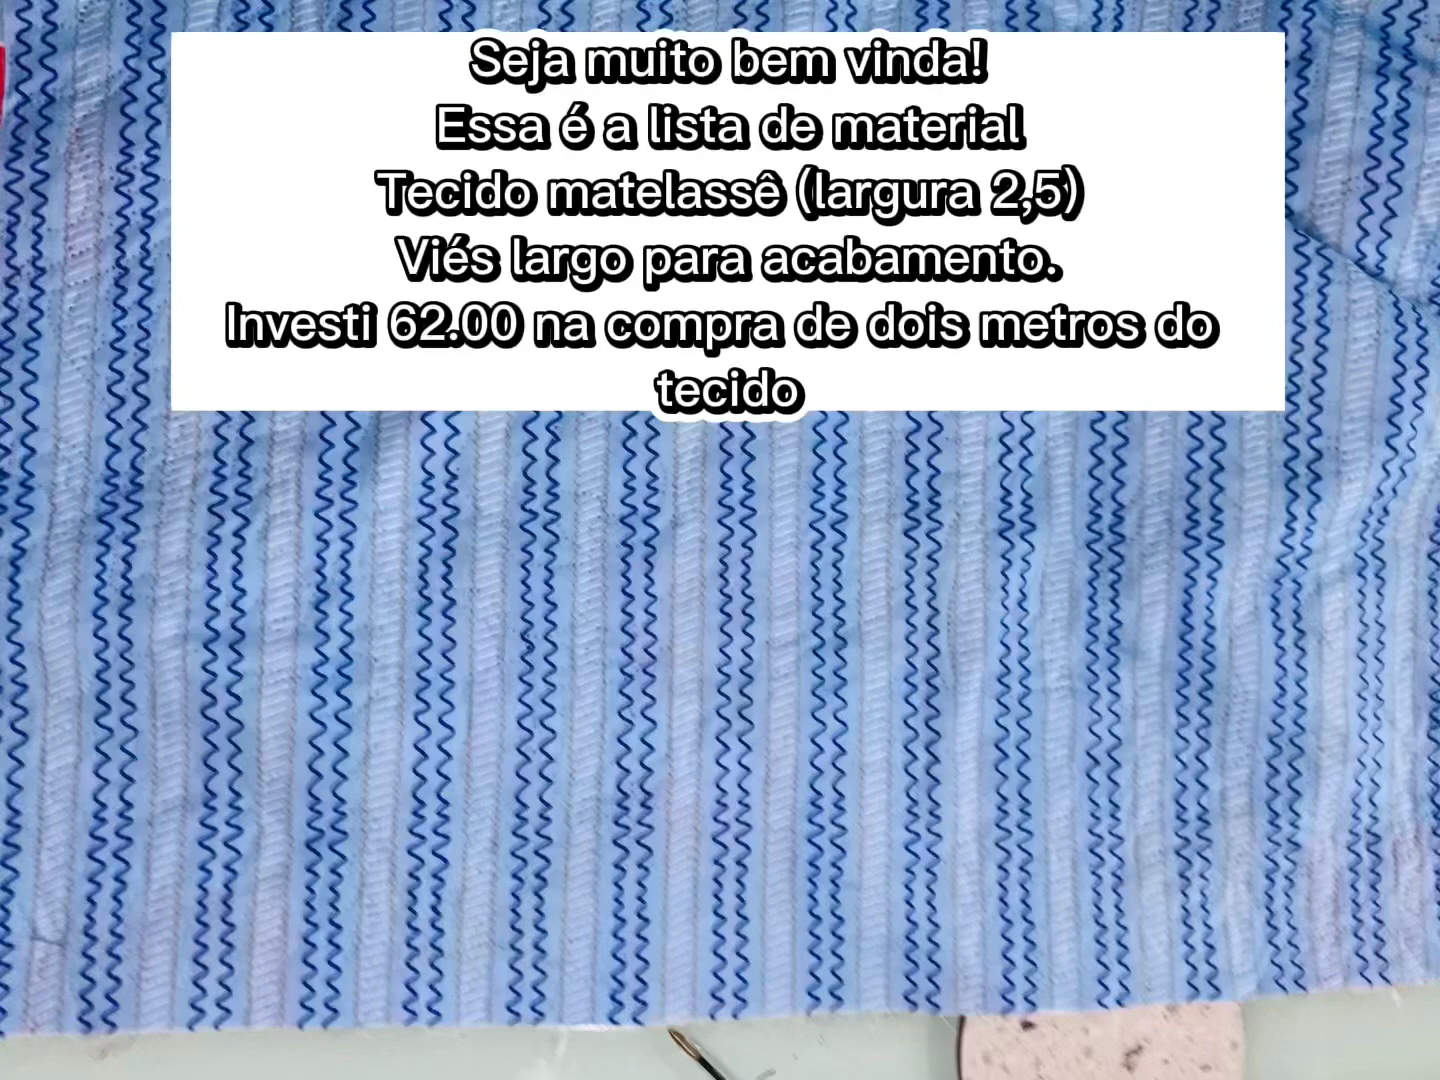 Seja muito bem vinda!
Essa é a lista de material
Tecido matelassê (largura 2,5)
Viés largo para acabamento.
Investi 62.00 na compra de dois metros do
tecido